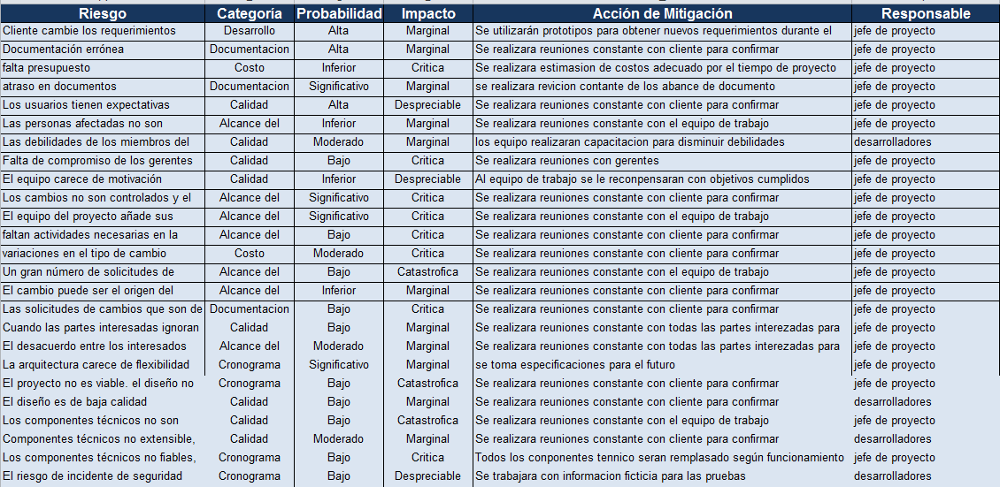 Riesgo Categoría Probabilidad Impacto Acción de Mitigación Responsable
Cliente cambie los requerimientos Desarrollo Alta Marginal Se utilizarán prototipos para obtener nuevos requerimientos durante el jefe de proyecto
Documentación errónea Documentacion Alta Marginal Se realizara reuniones constante con cliente para confirmar jefe de proyecto
falta presupuesto Costo Inferior Critica Se realizara estimasion de costos adecuado por el tiempo de proyecto jefe de proyecto
atraso en documentos Documentacion Significativo Marginal se realizara revicion contante de los abance de documento jefe de proyecto
Los usuarios tienen expectativas Calidad Alta Despreciable Se realizara reuniones constante con cliente para confirmar jefe de proyecto
Las personas afectadas no son Alcance del Inferior Marginal Se realizara reuniones constante con el equipo de trabajo jefe de proyecto
Las debilidades de los miembros del Calidad Moderado Marginal los equipo realizaran capacitacion para disminuir debilidades desarrolladores
Falta de compromiso de los gerentes Calidad Bajo Critica Se realizara reuniones con gerentes jefe de proyecto
El equipo carece de motivación Calidad Inferior Despreciable Al equipo de trabajo se le reconpensaran con objetivos cumplidos jefe de proyecto
Los cambios no son controlados y el Alcance del Significativo Critica Se realizara reuniones constante con cliente para confirmar jefe de proyecto
El equipo del proyecto añade sus Alcance del Significativo Critica Se realizara reuniones constante con el equipo de trabajo jefe de proyecto
faltan actividades necesarias en la Alcance del Bajo Critica Se realizara reuniones constante con cliente para confirmar jefe de proyecto
variaciones en el tipo de cambio Costo Moderado Critica Se realizara reuniones constante con cliente para confirmar jefe de proyecto
Un gran número de solicitudes de Alcance del Bajo Catastrofica Se realizara reuniones constante con el equipo de trabajo jefe de proyecto
El cambio puede ser el origen del Alcance del Inferior Marginal Se realizara reuniones constante con cliente para confirmar jefe de proyecto
Las solicitudes de cambios que son de Documentacion Bajo Critica Se realizara reuniones constante con cliente para confirmar jefe de proyecto
Cuando las partes interesadas ignoran Calidad Bajo Marginal Se realizara reuniones constante con todas las partes interezadas para jefe de proyecto
El desacuerdo entre los interesados Alcance del Moderado Marginal Se realizara reuniones constante con todas las partes interezadas para jefe de proyecto
La arquitectura carece de flexibilidad Cronograma Significativo Marginal se toma especificaciones para el futuro jefe de proyecto
El proyecto no es viable. el diseño no Cronograma Bajo Catastrofica Se realizara reuniones constante con cliente para confirmar jefe de proyecto
El diseño es de baja calidad Calidad Bajo Marginal Se realizara reuniones constante con cliente para confirmar desarrolladores
Los componentes técnicos no son Calidad Bajo Catastrofica Se realizara reuniones constante con el equipo de trabajo jefe de proyecto
Componentes técnicos no extensible, Calidad Moderado Marginal Se realizara reuniones constante con cliente para confirmar desarrolladores
Los componentes técnicos no fiables, Cronograma Bajo Critica Todos los conponentes tennico seran remplasado según funcionamiento jefe de proyecto
El riesgo de incidente de seguridad Cronograma Bajo Despreciable Se trabajara con informacion ficticia para las pruebas desarrolladores